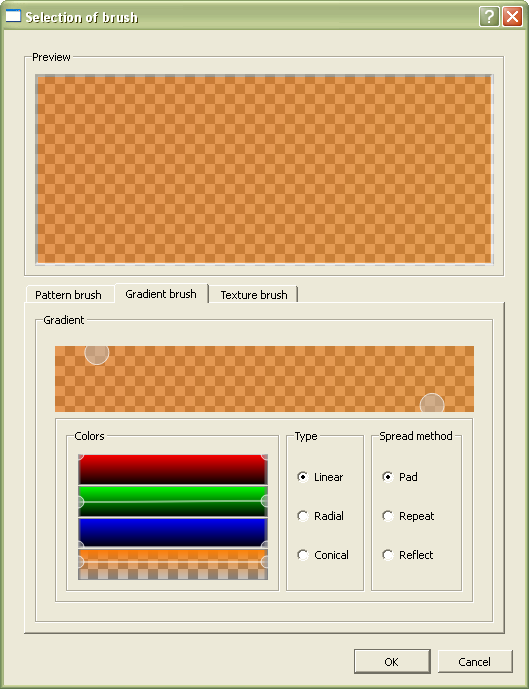 Selection of brush
Preview
Pattern brush Gradient brush Texture brush
Gradient
Colors Type Spread method
Linear Pad
Radial Repeat
Conical Reflect
OK Cancel